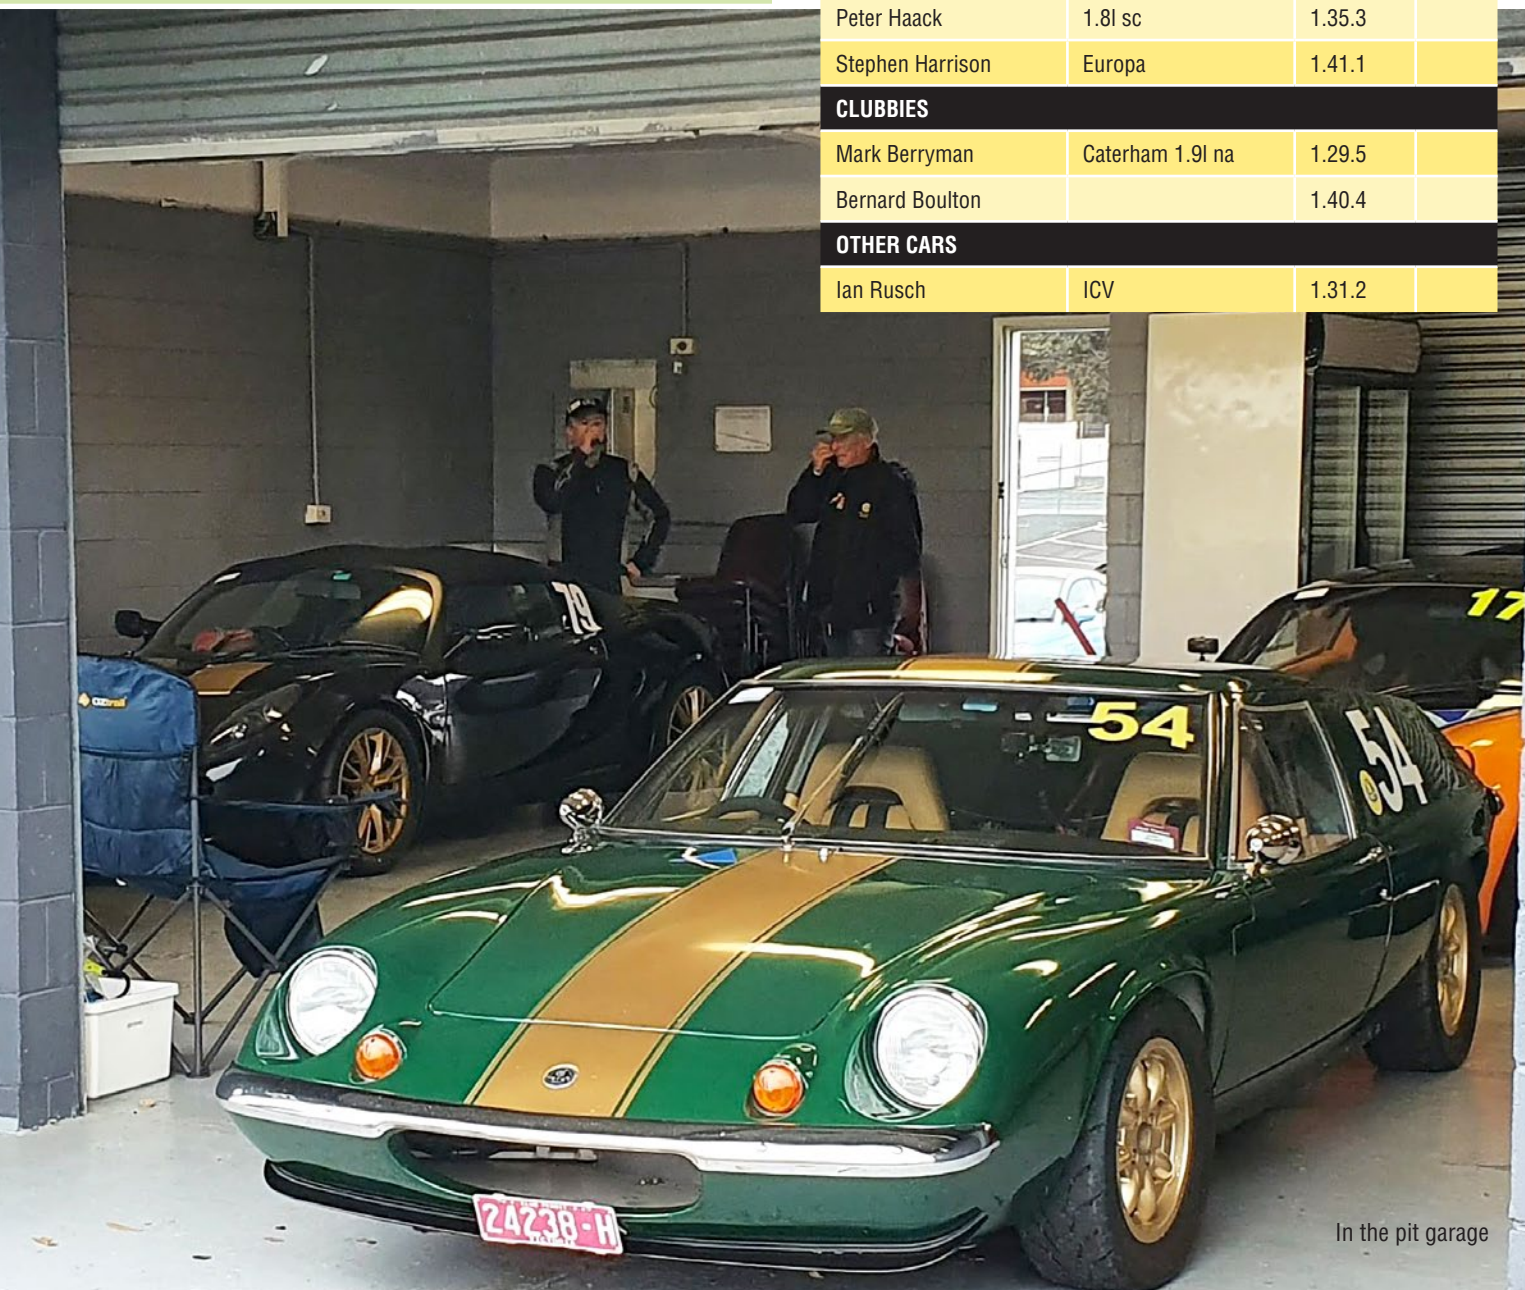 Peter Haack 1.8l sc 1.35.3
Stephen Harrison Europa 1.41.1
CLUBBIES
Mark Berryman Caterham 1.9l na 1.29.5
Bernard Boulton 1.40.4
OTHER CARS
Ian Rusch ICV 1.31.2
79
17
54
54
24238-H
In the pit garage